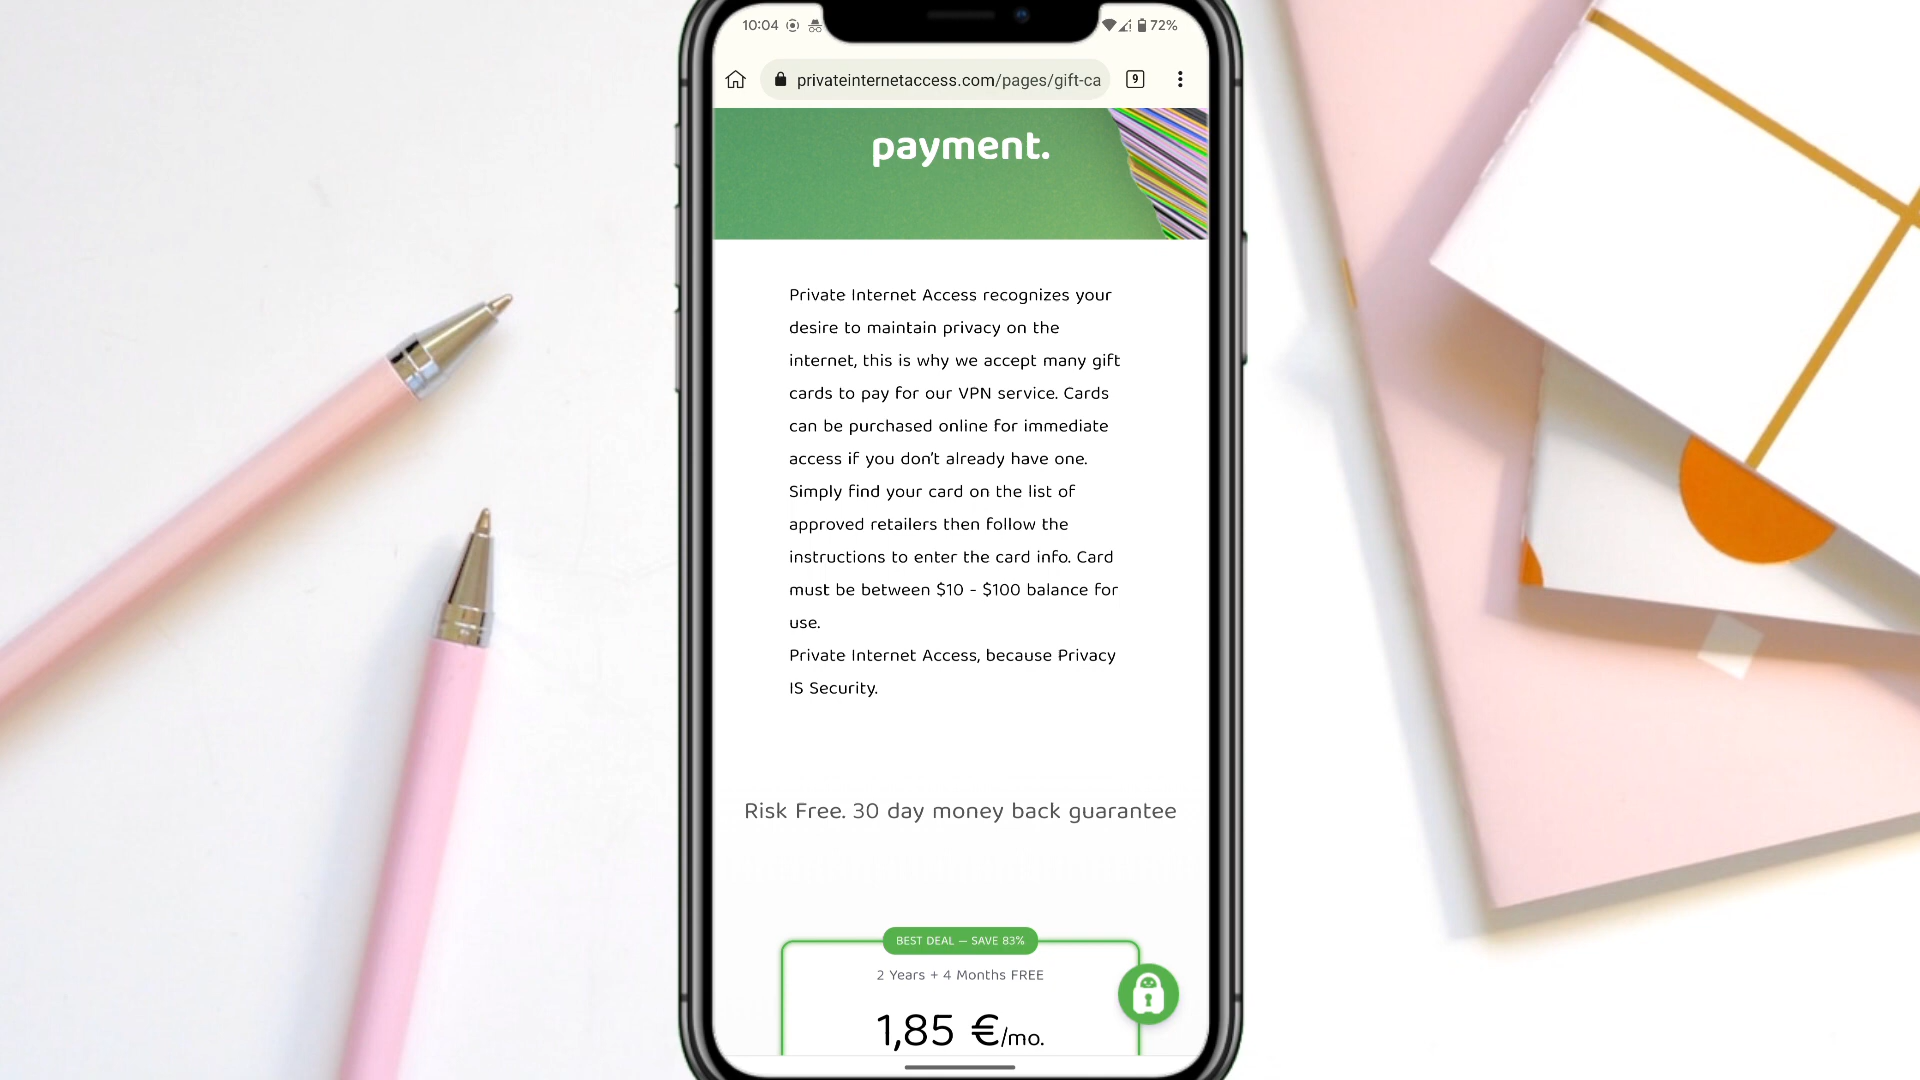 10:04
72%
privateinternetaccess.com/pages/gift-ca
9
payment.
Private Internet Access recognizes your
desire to maintain privacy on the
internet, this is why we accept many gift
cards to pay for our VPN service. Cards
can be purchased online for immediate
access if you don't already have one.
Simply find your card on the list of
approved retailers then follow the
instructions to enter the card info. Card
must be between $10 - $100 balance for
use.
Private Internet Access, because Privacy
IS Security.
Risk Free. 30 day money back guarantee
BEST DEAL — SAVE 83%
2 Years + 4 Months FREE
1,85 €/mo.